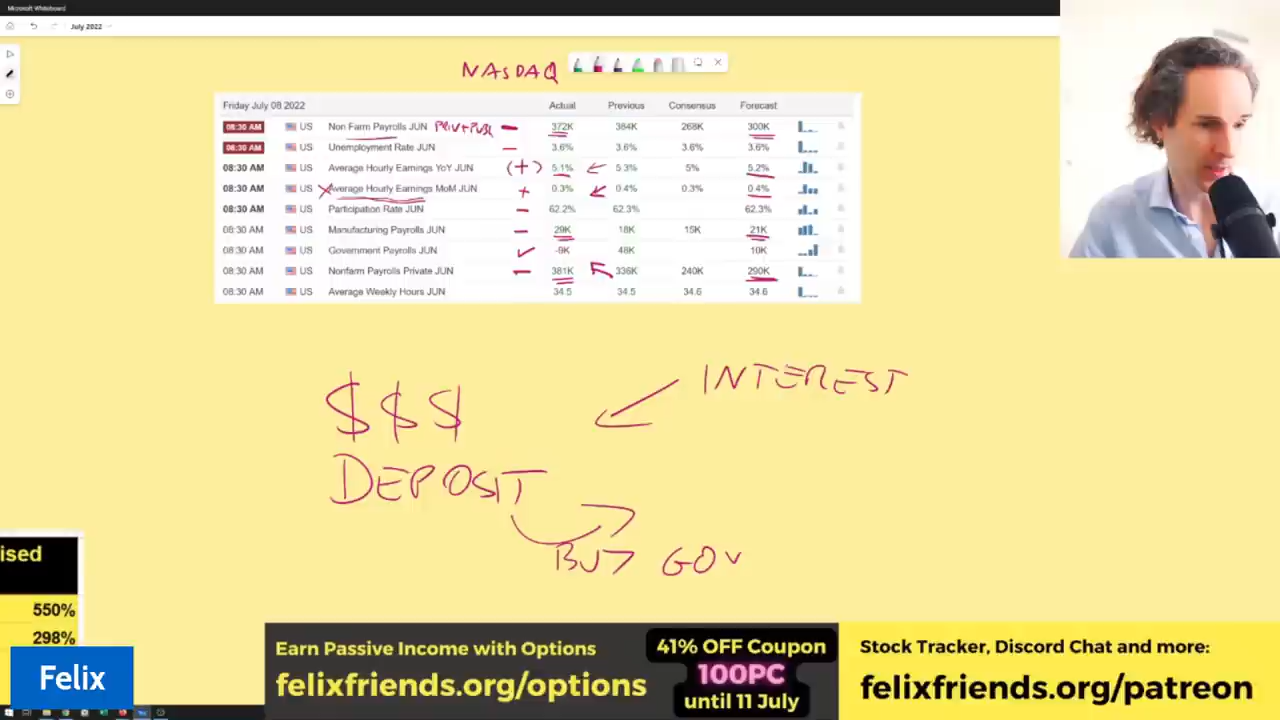 Microsoft Whiteboard
July 2022
NASDAQ
Friday July 08 2022 Actual Previous Consensus Forecast
08:30 AM US Non Farm Payrolls JUN 372K 384K 268K 300K
08:30 AM US Unemployment Rate JUN 3.6% 3.6% 3.6% 3.6%
08:30 AM US Average Hourly Earnings YoY JUN (+) 5.1% 5.3% 5% 5.2%
08:30 AM US Average Hourly Earnings MoM JUN + 0.3% 0.4% 0.3% 0.4%
08:30 AM US Participation Rate JUN 62.2% 62.3% 62.3%
08:30 AM US Manufacturing Payrolls JUN 29K 18K 15K 21K
08:30 AM US Government Payrolls JUN -9K 48K 10K
08:30 AM US Nonfarm Payrolls Private JUN 381K 336K 240K 290K
08:30 AM US Average Weekly Hours JUN 34.5 34.5 34.6 34.6
INTEREST
$$$
DEPOSIT
BUY GOV
ised
550%
298%
Felix
Earn Passive Income with Options
felixfriends.org/options
41% OFF Coupon
100PC
until 11 July
Stock Tracker, Discord Chat and more:
felixfriends.org/patreon